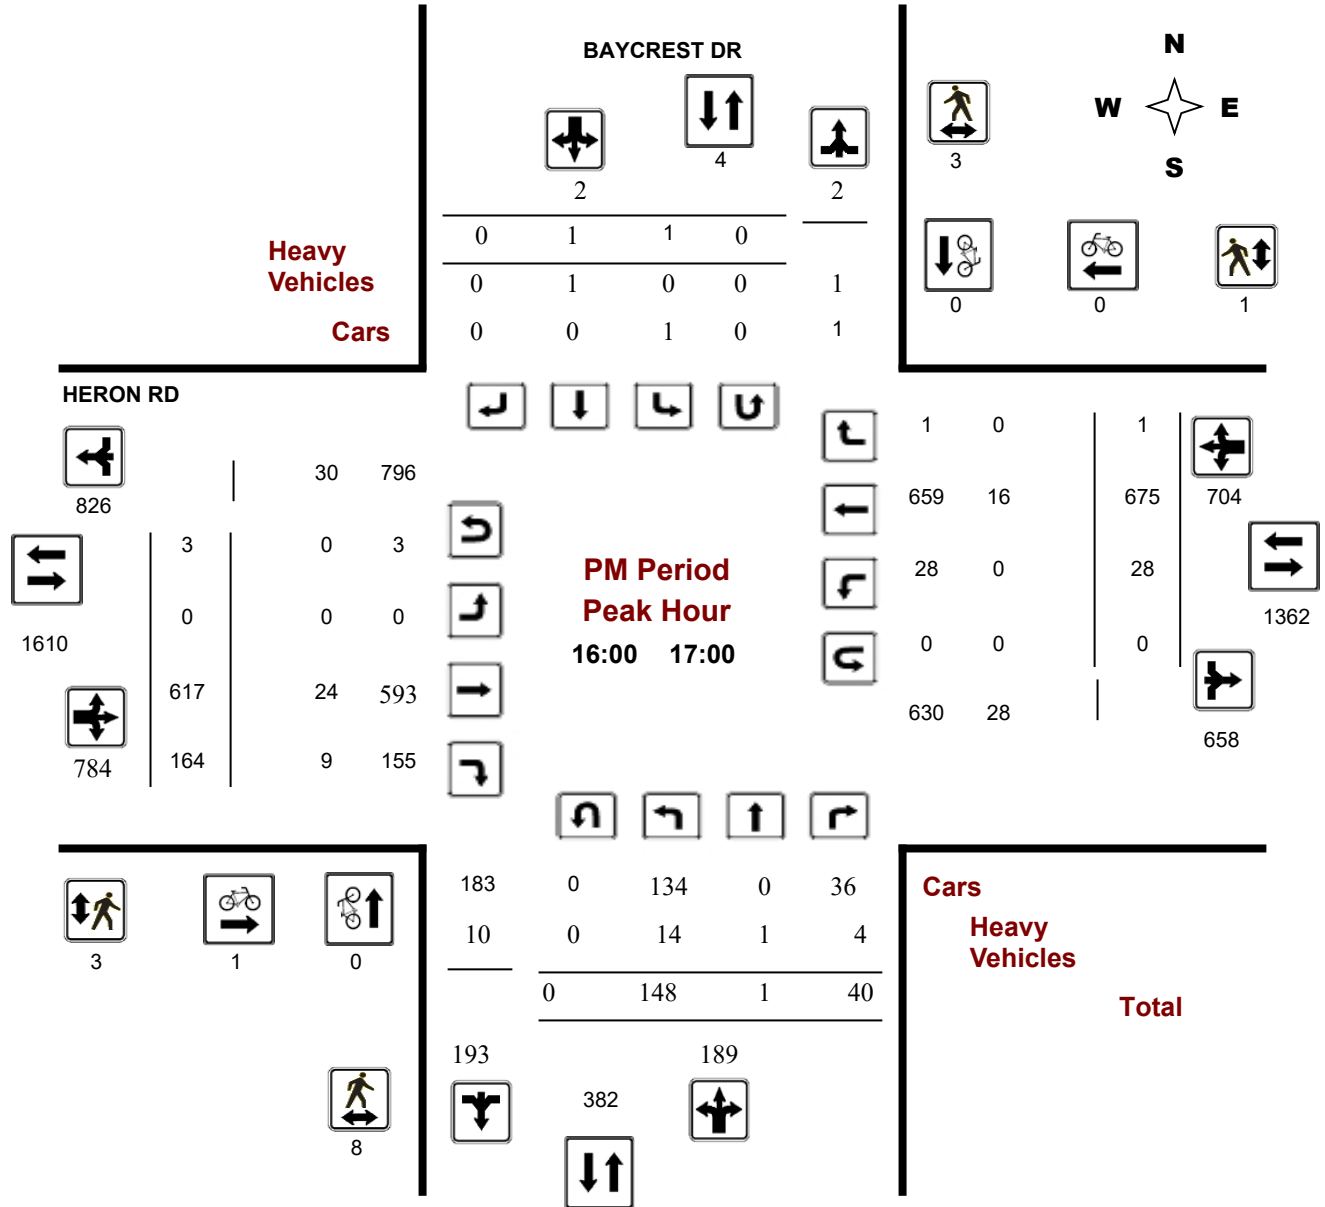 BAYCREST DR
N
W E
S
4
3
2 2
0 1 1 0
Heavy
Vehicles
0 1 0 0 1
Cars
0 0 1 0 1
0 0 1
HERON RD
826
30 796
3 0 3
0 0 0
1610
617 24 593
784
164 9 155
PM Period
Peak Hour
16:00 17:00
1 0 1
659 16 675 704
28 0 28
1362
0 0 0
630 28
658
183 0 134 0 36
10 0 14 1 4
0 148 1 40
193 189
382
Cars
Heavy
Vehicles
Total
3 1 0
8